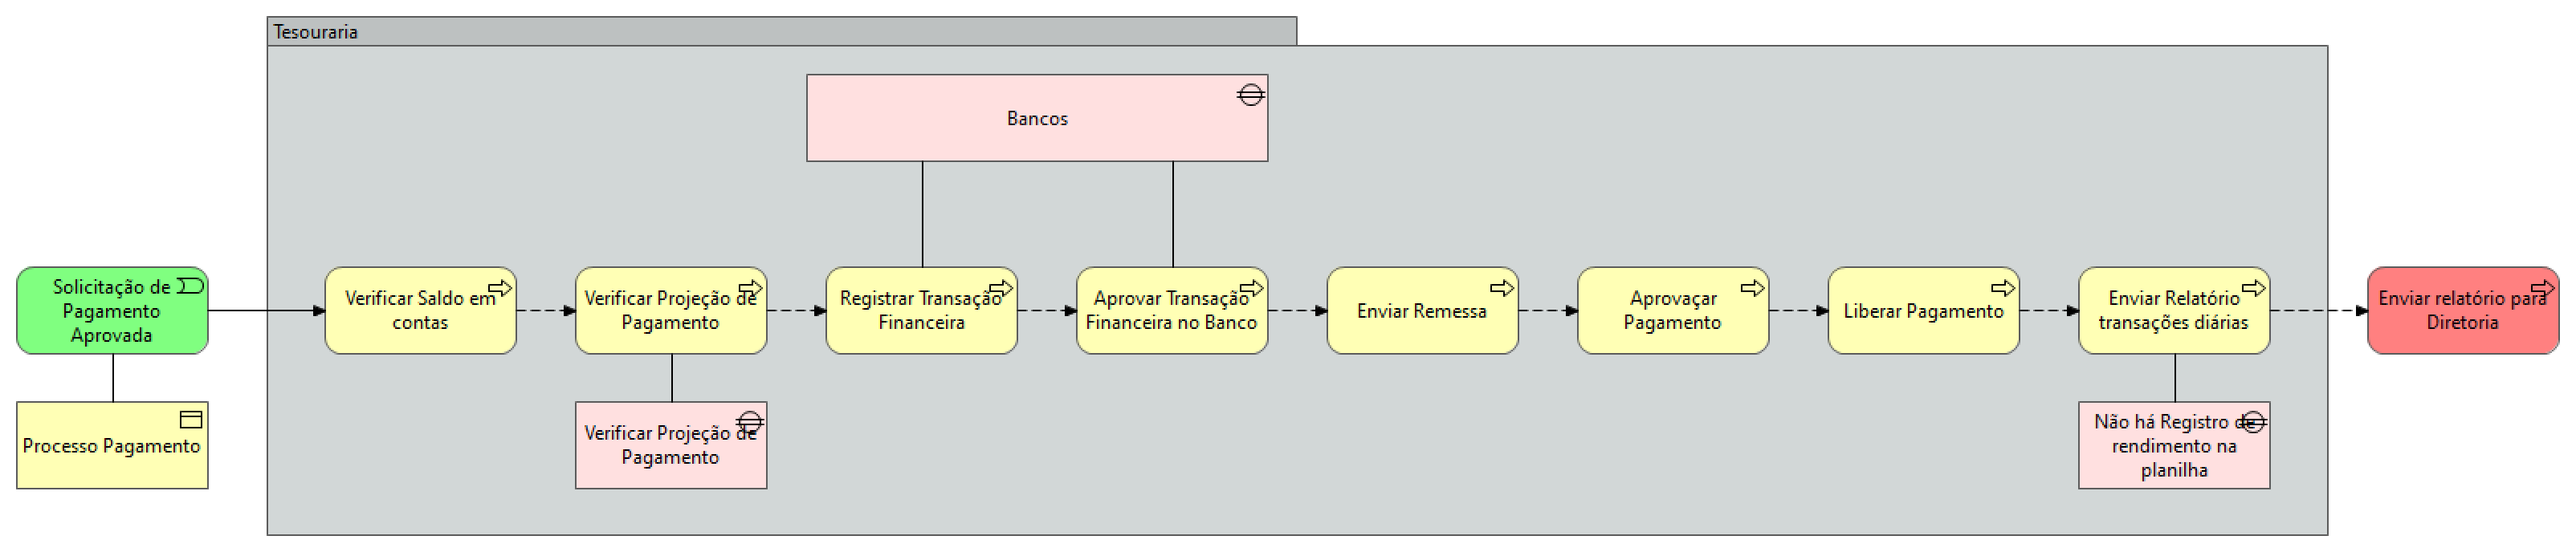 Tesouraria
Bancos
Solicitação de
Pagamento
Aprovada
Verificar Saldo em
contas
Verificar Projeção de
Pagamento
Registrar Transação
Financeira
Aprovar Transação
Financeira no Banco
Enviar Remessa
Aprovaçar
Pagamento
Liberar Pagamento
Enviar Relatório
transações diárias
Enviar relatório para
Diretoria
Processo Pagamento
Verificar Projeção de
Pagamento
Não há Registro de
rendimento na
planilha